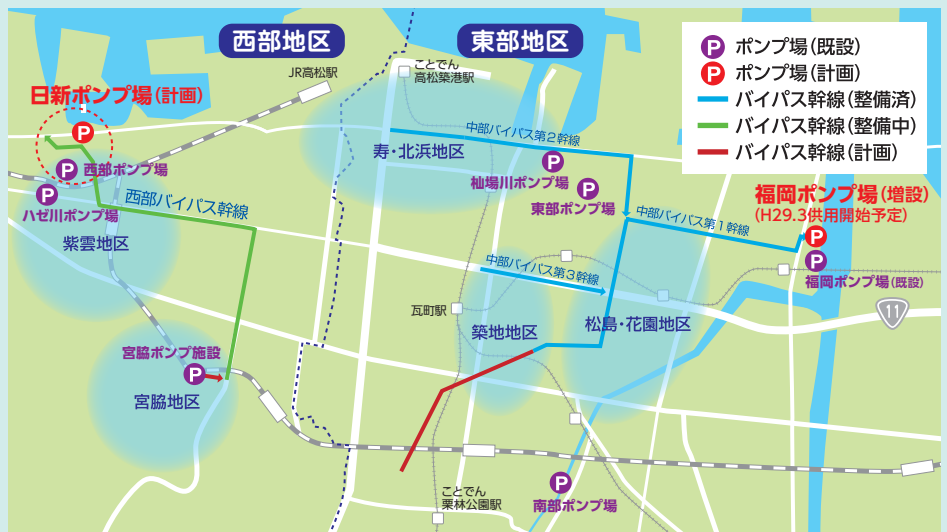 西部地区
東部地区
P ポンプ場（既設）
P ポンプ場（計画）
バイパス幹線（整備済）
バイパス幹線（整備中）
バイパス幹線（計画）
JR高松駅
ことでん
高松築港駅
日新ポンプ場（計画）
P
P 西部ポンプ場
P
ハゼ川ポンプ場
西部バイパス幹線
紫雲地区
中部バイパス第2幹線
寿・北浜地区
P
衪場川ポンプ場
P
東部ポンプ場
福岡ポンプ場（増設）
（H29.3供用開始予定）
中部バイパス第1幹線
P
P
福岡ポンプ場（既設）
中部バイパス第3幹線
瓦町駅
築地地区
松島・花園地区
11
宮脇ポンプ施設
P
宮脇地区
ことでん
栗林公園駅
P
南部ポンプ場